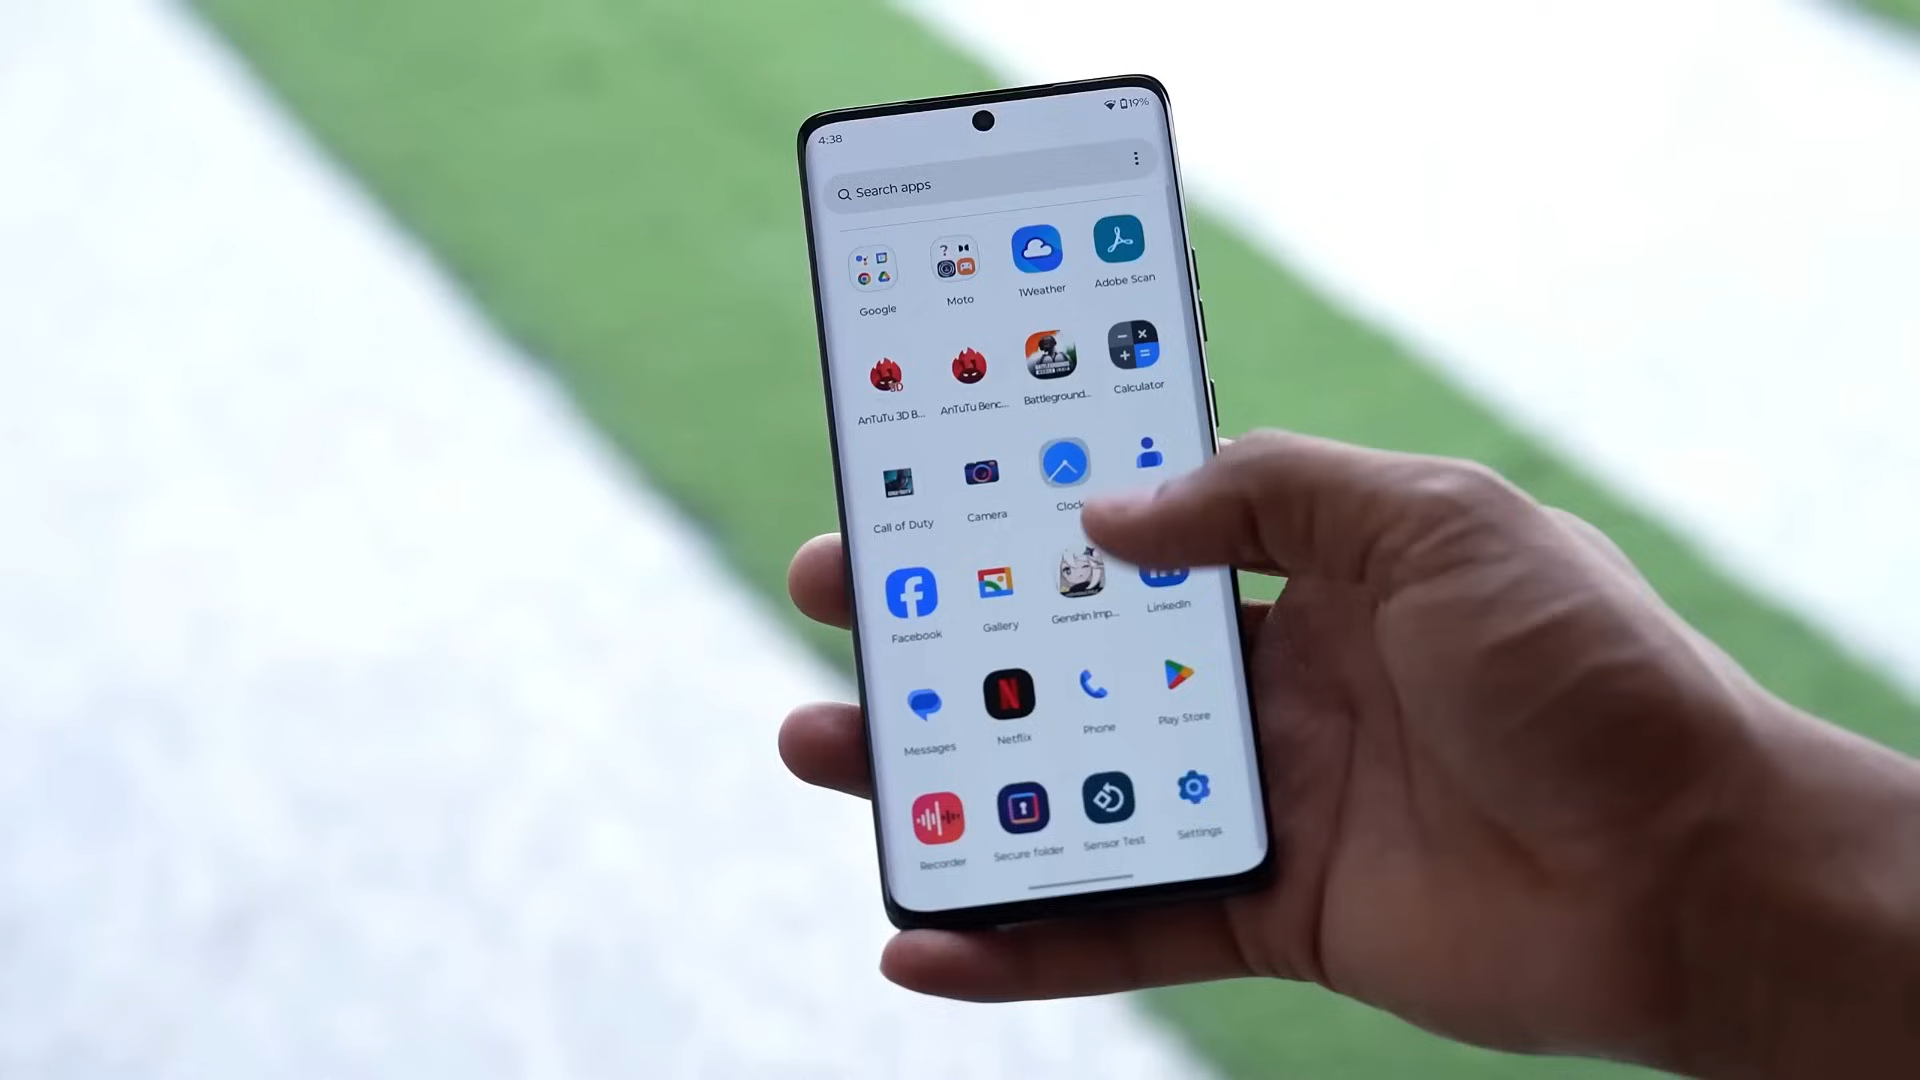 4:38
19%
Search apps
Google
Moto
1Weather
Adobe Scan
AnTuTu 3D B...
AnTuTu Benc...
Battleground...
Calculator
Call of Duty
Camera
Clock
Facebook
Gallery
Genshin Imp...
LinkedIn
Messages
Netflix
Phone
Play Store
Recorder
Secure folder
Sensor Test
Settings